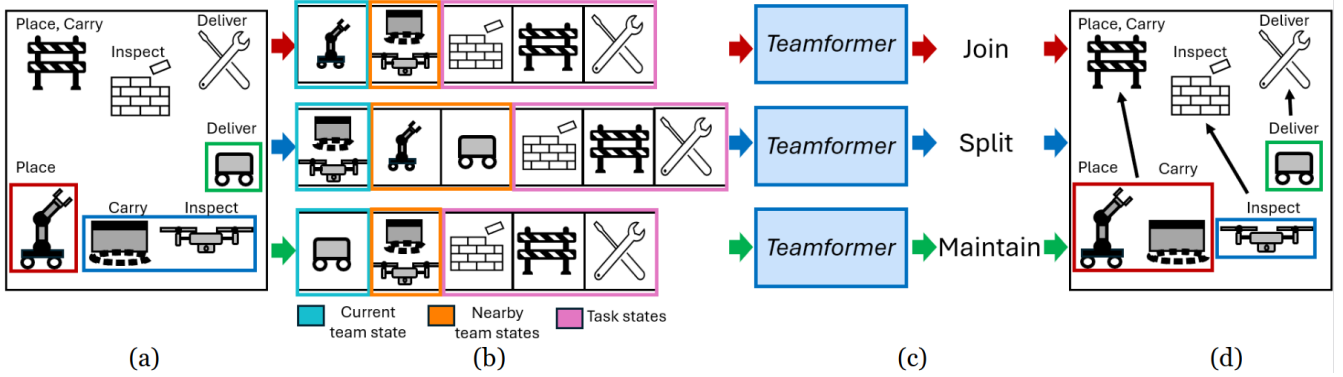 Place, Carry
Deliver
Inspect
Deliver
Place
Carry
Inspect
Teamformer
Join
Teamformer
Split
Teamformer
Maintain
Current
team state
Nearby
team states
Task states
Place, Carry
Deliver
Inspect
Deliver
Place
Carry
Inspect
(a)
(b)
(c)
(d)